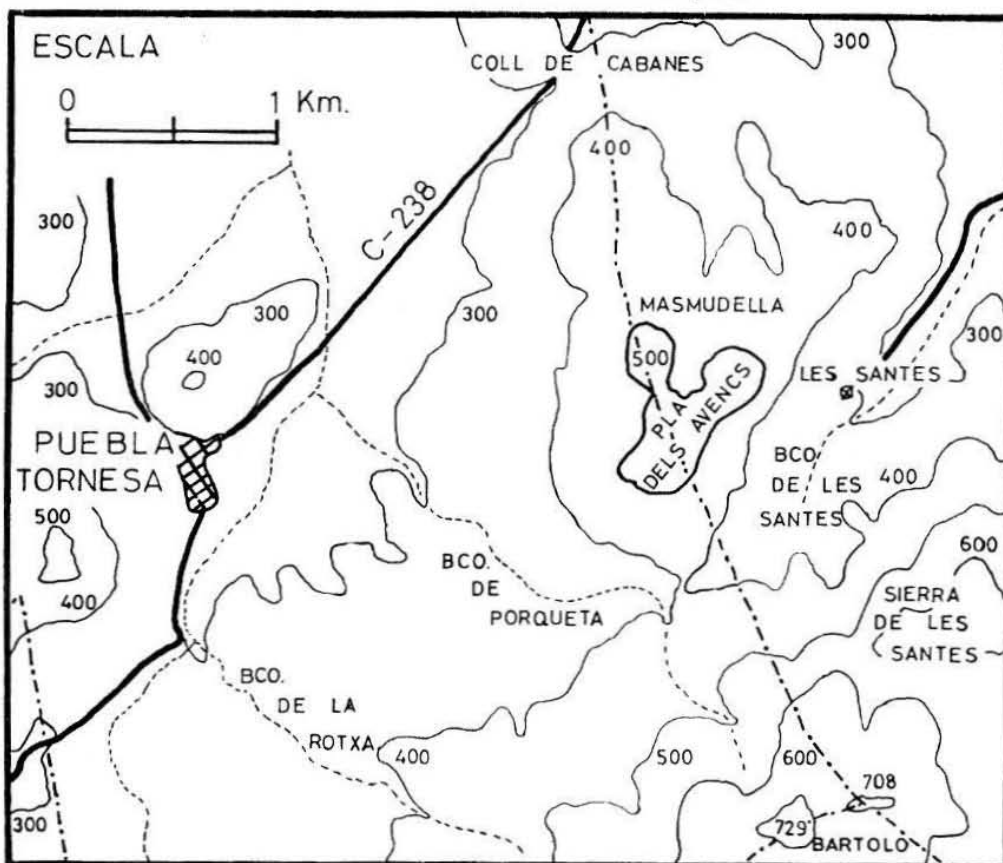 ESCALA
0 1 Km.
COLL DE CABANES
300
400
C-238
300
400
300
300
MASMUDELLA
400
500
300
300
LES SANTES
PLA
DELS AVENCS
PUEBLA
TORNESA
BCO.
DE LES
SANTES
400
500
600
BCO.
DE
PORQUETA
400
SIERRA
DE LES
SANTES
BCO.
DE LA
ROTXA
400
500
600
708
300
729
BARTOLO